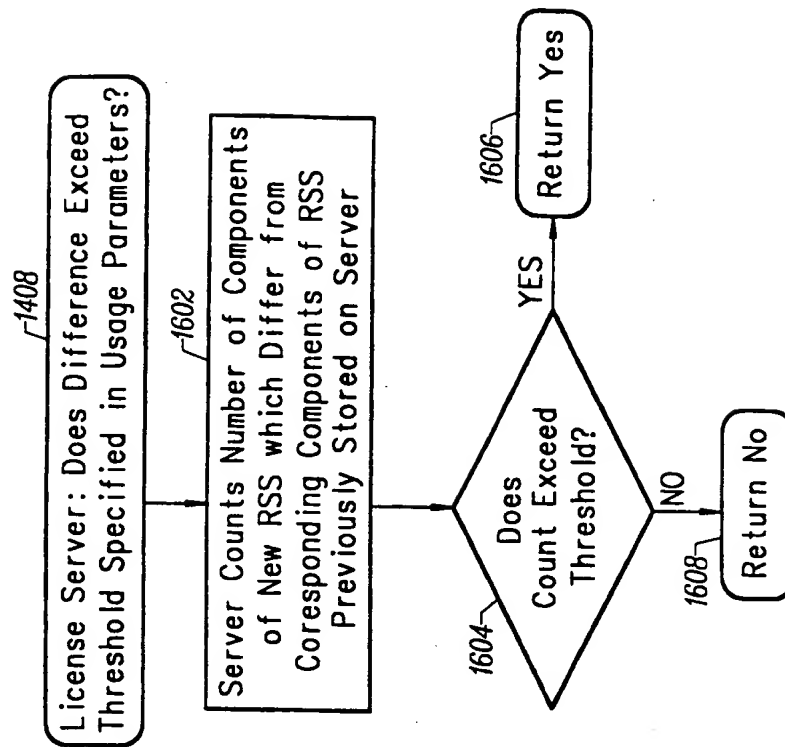 1408
License Server: Does Difference Exceed
Threshold Specified in Usage Parameters?
1602
Server Counts Number of Components
of New RSS which Differ from
Coresponding Components of RSS
Previously Stored on Server
1604
Does
Count Exceed
Threshold?
YES
1606
Return Yes
NO
1608
Return No